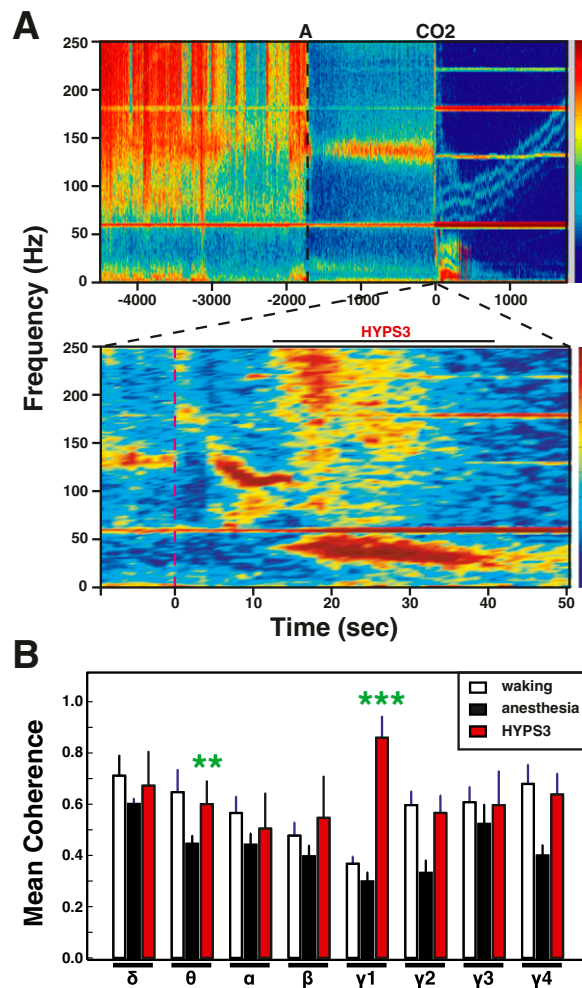 A
A CO2
250
200
150
100
50
0
-4000 -3000 -2000 -1000 0 1000
Frequency (Hz)
HYPS3
250
200
150
100
50
0
0 10 20 30 40 50
Time (sec)
B
Mean Coherence
1.0
0.8
0.6
0.4
0.2
0.0
** ***
waking
anesthesia
HYPS3
δ θ α β γ1 γ2 γ3 γ4